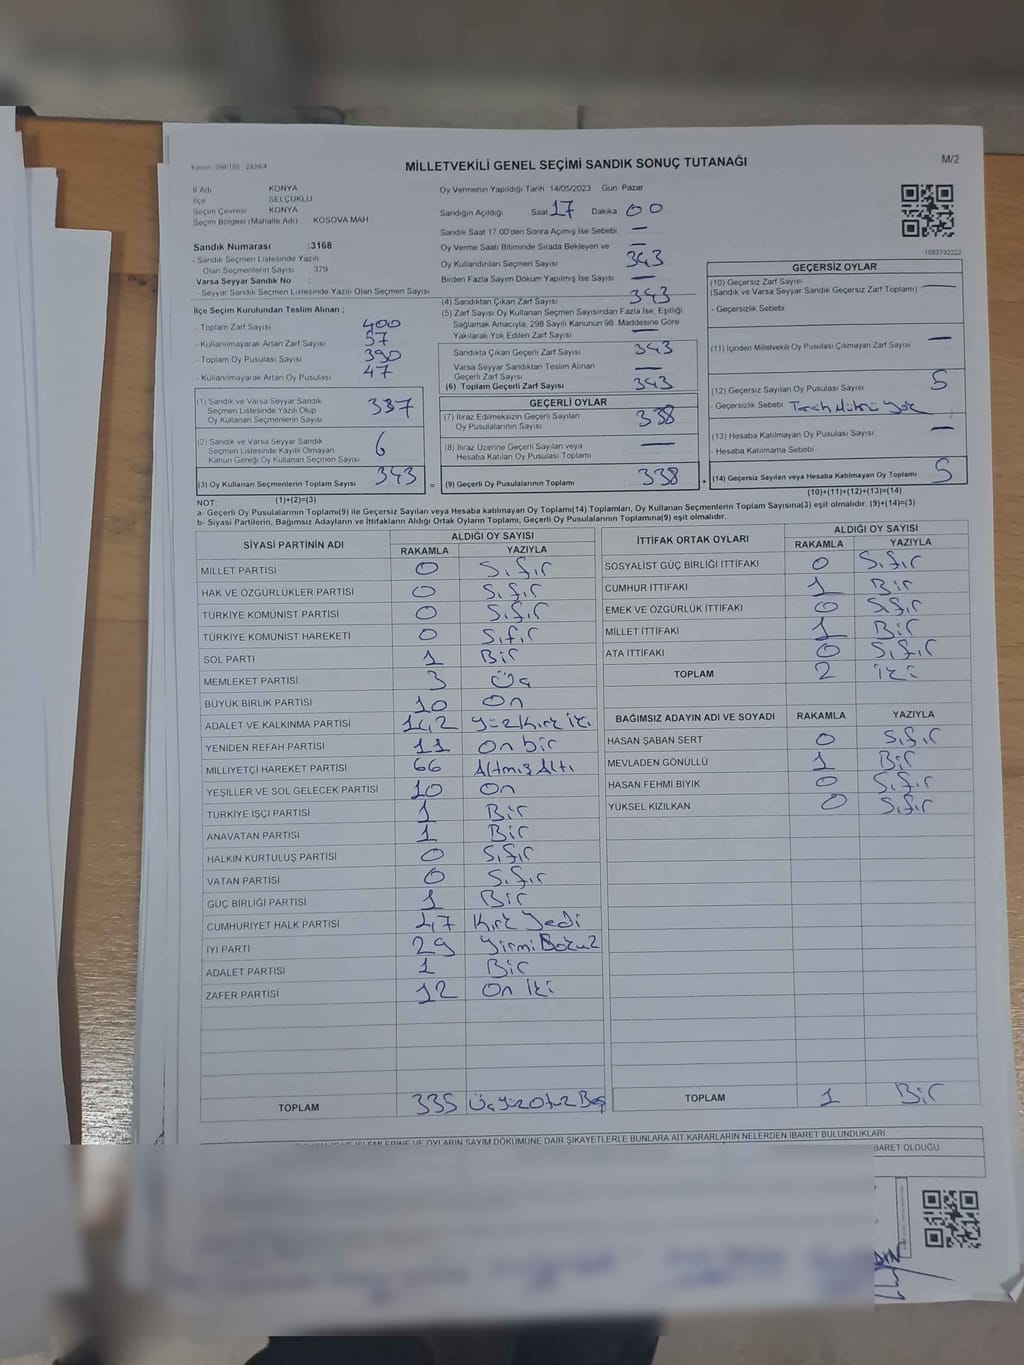 Kanun: 298/105 - 2839/4
MİLLETVEKİLİ GENEL SEÇİMİ SANDIK SONUÇ TUTANAĞI
M/2
İl Adı KONYA
İlçe SELÇUKLU
Seçim Çevresi KONYA
Seçim Bölgesi (Mahalle Adı) KOSOVA MAH
Sandık Numarası :3168
- Sandık Seçmen Listesinde Yazılı
Olan Seçmenlerin Sayısı 379
Varsa Seyyar Sandık No :
- Seyyar Sandık Seçmen Listesinde Yazılı Olan Seçmen Sayısı
İlçe Seçim Kurulundan Teslim Alınan ;
- Toplam Zarf Sayısı 400
- Kullanılmayarak Artan Zarf Sayısı 57
- Toplam Oy Pusulası Sayısı 390
- Kullanılmayarak Artan Oy Pusulası 47
(1) Sandık ve Varsa Seyyar Sandık
Seçmen Listesinde Yazılı Olup
Oy Kullanan Seçmenlerin Sayısı 337
(2) Sandık ve Varsa Seyyar Sandık
Seçmen Listesinde Kayıtlı Olmayan
Kanun Gereği Oy Kullanan Seçmen Sayısı 6
(3) Oy Kullanan Seçmenlerin Toplam Sayısı 343
Oy Vermenin Yapıldığı Tarih 14/05/2023 Gün: Pazar
Sandığın Açıldığı Saat 17 Dakika 00
Sandık Saat 17:00'den Sonra Açılmış İse Sebebi —
Oy Verme Saati Bitiminde Sırada Bekleyen ve —
Oy Kullandırılan Seçmen Sayısı 343
Birden Fazla Sayım Döküm Yapılmış İse Sayısı —
(4) Sandıktan Çıkan Zarf Sayısı 343
(5) Zarf Sayısı Oy Kullanan Seçmen Sayısından Fazla İse, Eşitliği
Sağlamak Amacıyla, 298 Sayılı Kanunun 98. Maddesine Göre
Yakılarak Yok Edilen Zarf Sayısı —
Sandıkta Çıkan Geçerli Zarf Sayısı 343
Varsa Seyyar Sandıktan Teslim Alınan
Geçerli Zarf Sayısı —
(6) Toplam Geçerli Zarf Sayısı 343
GEÇERLİ OYLAR
(7) İtiraz Edilmeksizin Geçerli Sayılan
Oy Pusulalarının Sayısı 338
(8) İtiraz Üzerine Geçerli Sayılan veya
Hesaba Katılan Oy Pusulası Toplamı —
= (9) Geçerli Oy Pusulalarının Toplamı 338
1083792222
GEÇERSİZ OYLAR
(10) Geçersiz Zarf Sayısı
(Sandık ve Varsa Seyyar Sandık Geçersiz Zarf Toplamı) —
- Geçersizlik Sebebi
(11) İçinden Milletvekili Oy Pusulası Çıkmayan Zarf Sayısı —
(12) Geçersiz Sayılan Oy Pusulası Sayısı 5
- Geçersizlik Sebebi Tercih Mührü Yok
(13) Hesaba Katılmayan Oy Pusulası Sayısı —
- Hesaba Katılmama Sebebi
+ (14) Geçersiz Sayılan veya Hesaba Katılmayan Oy Toplamı 5
NOT: (1)+(2)=(3)
(10)+(11)+(12)+(13)=(14)
a- Geçerli Oy Pusulaları Toplamı(9) ile Geçersiz Sayılan veya Hesaba katılmayan Oy Toplamı(14) Toplamları, Oy Kullanan Seçmenlerin Toplam Sayısına(3) eşit olmalıdır. (9)+(14)=(3)
b- Siyasi Partilerin, Bağımsız Adayların ve İttifakların Aldığı Ortak Oyların Toplamı, Geçerli Oy Pusulalarının Toplamına(9) eşit olmalıdır.
SİYASİ PARTİNİN ADI ALDIĞI OY SAYISI
RAKAMLA YAZIYLA
MİLLET PARTİSİ 0 Sıfır
HAK VE ÖZGÜRLÜKLER PARTİSİ 0 Sıfır
TÜRKİYE KOMÜNİST PARTİSİ 0 Sıfır
TÜRKİYE KOMÜNİST HAREKETİ 0 Sıfır
SOL PARTİ 1 Bir
MEMLEKET PARTİSİ 3 Üç
BÜYÜK BİRLİK PARTİSİ 10 On
ADALET VE KALKINMA PARTİSİ 142 Yüz Kırk İki
YENİDEN REFAH PARTİSİ 11 On bir
MİLLİYETÇİ HAREKET PARTİSİ 66 Altmış Altı
YEŞİLLER VE SOL GELECEK PARTİSİ 10 On
TÜRKİYE İŞÇİ PARTİSİ 1 Bir
ANAVATAN PARTİSİ 1 Bir
HALKIN KURTULUŞ PARTİSİ 0 Sıfır
VATAN PARTİSİ 0 Sıfır
GÜÇ BİRLİĞİ PARTİSİ 1 Bir
CUMHURİYET HALK PARTİSİ 47 Kırk Yedi
İYİ PARTİ 29 Yirmi Dokuz
ADALET PARTİSİ 1 Bir
ZAFER PARTİSİ 12 On İki
TOPLAM 335 Üç Yüz Otuz Beş
İTTİFAK ORTAK OYLARI ALDIĞI OY SAYISI
RAKAMLA YAZIYLA
SOSYALİST GÜÇ BİRLİĞİ İTTİFAKI 0 Sıfır
CUMHUR İTTİFAKI 1 Bir
EMEK VE ÖZGÜRLÜK İTTİFAKI 0 Sıfır
MİLLET İTTİFAKI 1 Bir
ATA İTTİFAKI 0 Sıfır
TOPLAM 2 İki
BAĞIMSIZ ADAYIN ADI VE SOYADI RAKAMLA YAZIYLA
HASAN ŞABAN SERT 0 Sıfır
MEVLADEN GÖNÜLLÜ 1 Bir
HASAN FEHMİ BIYIK 0 Sıfır
YÜKSEL KIZILKAN 0 Sıfır
TOPLAM 1 Bir
VE OYLARIN SAYIM DÖKÜMÜNE DAİR ŞİKAYETLERLE BUNLARA AİT KARARLARIN NELERDEN İBARET BULUNDUKLARI
BARET OLDUĞU